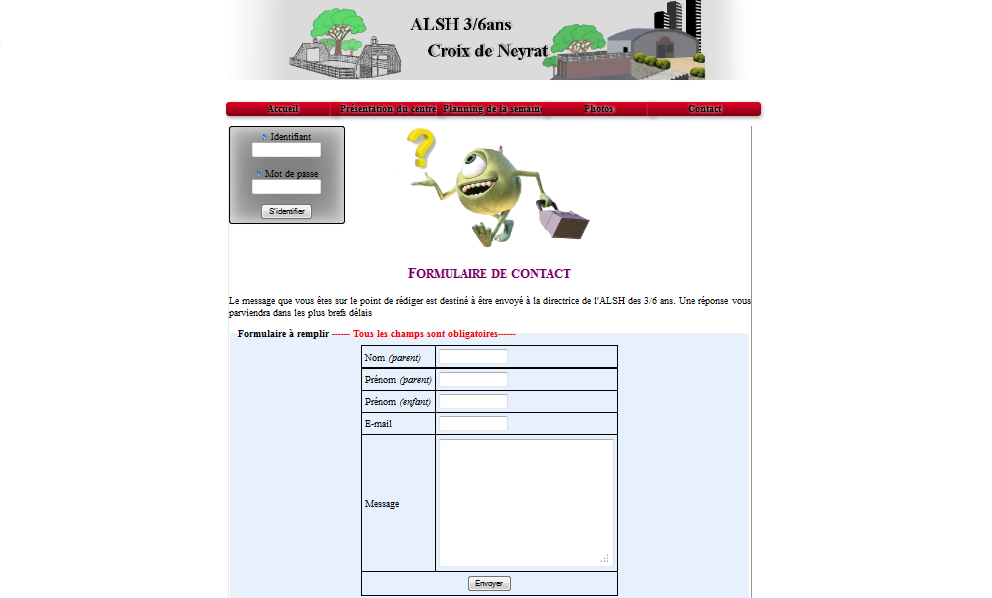 ALSH 3/6ans
Croix de Neyrat
Accueil
Présentation du centre
Planning de la semaine
Photos
Contact
Identifiant
Mot de passe
S'identifier
?
FORMULAIRE DE CONTACT
Le message que vous êtes sur le point de rédiger est destiné à être envoyé à la directrice de l'ALSH des 3/6 ans. Une réponse vous
parviendra dans les plus brefs délais
Formulaire à remplir ------ Tous les champs sont obligatoires------
Nom (parent)
Prénom (parent)
Prénom (enfant)
E-mail
Message
Envoyer